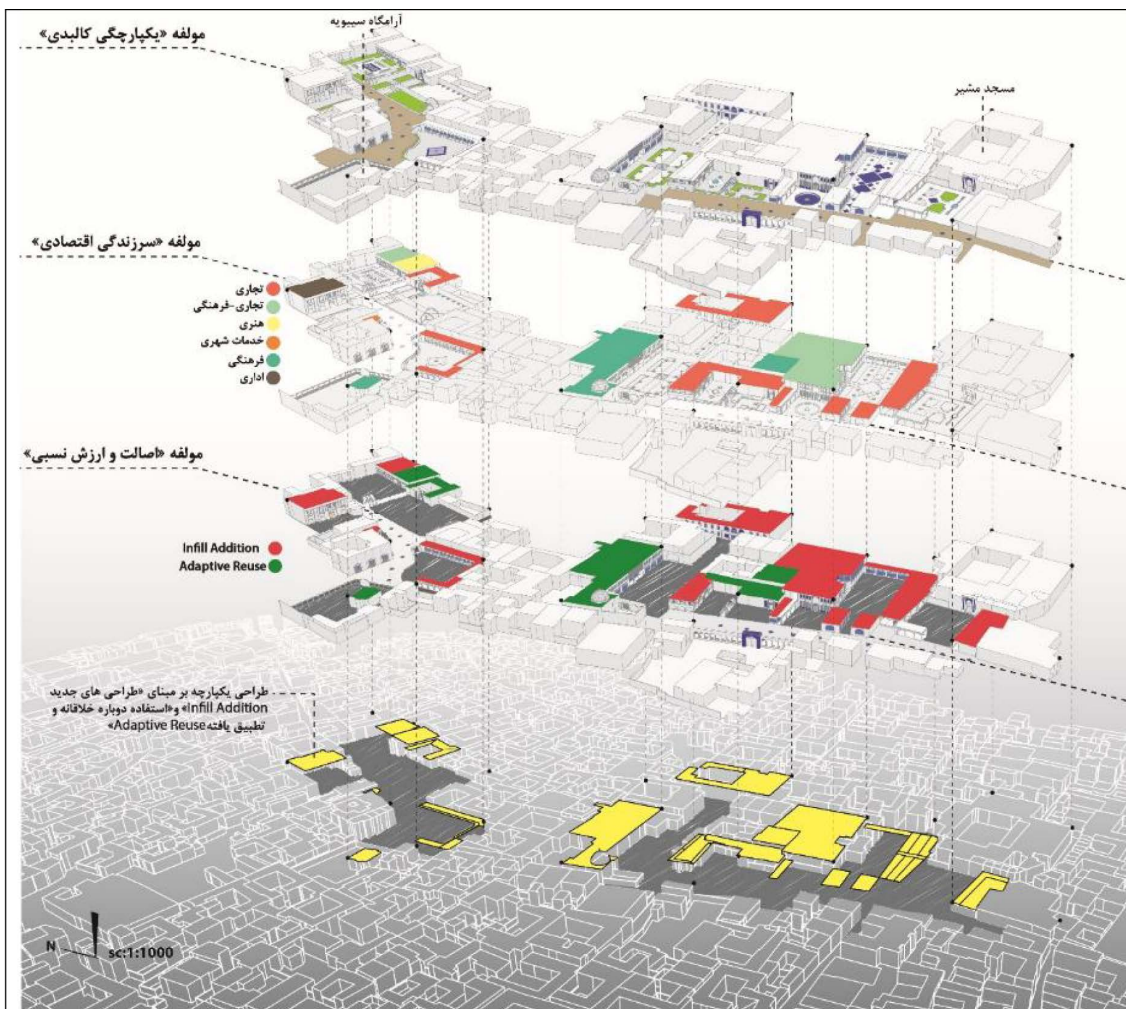 آرامگاه سیبویه
مولفه «یکپارچگی کالبدی»
مسجد مشیر
مولفه «سرزندگی اقتصادی»
تجاری
تجاری-فرهنگی
هنری
خدمات شهری
فرهنگی
اداری
مولفه «اصالت و ارزش نسبی»
Infill Addition
Adaptive Reuse
طراحی یکپارچه بر مبنای «طراحی های جدید
Infill Addition» و «استفاده دوباره خلاقانه و
تطبیق یافته Adaptive Reuse»
N
sc:1:1000